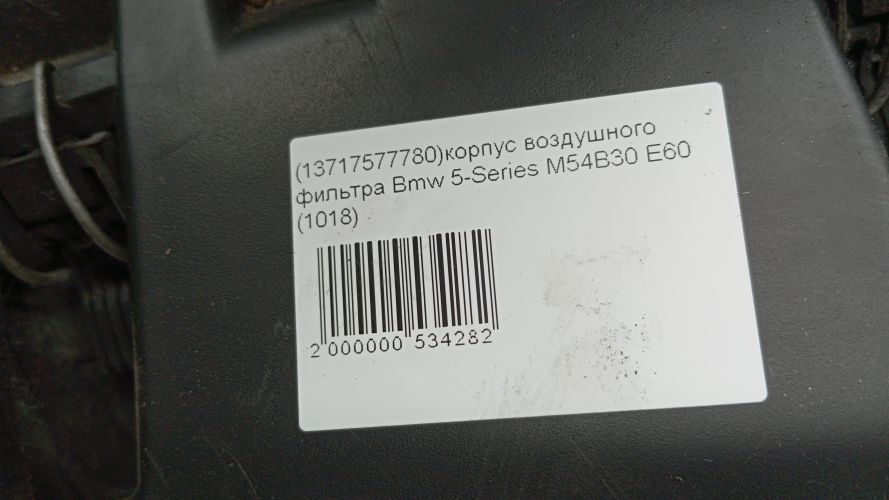 (13717577780)корпус воздушного
фильтра Bmw 5-Series M54B30 E60
(1018)
2 000000 534282